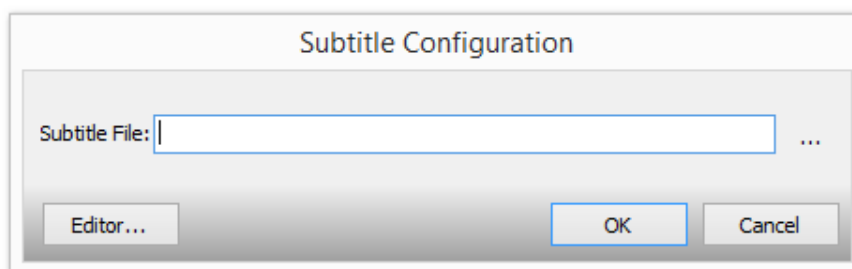 Subtitle Configuration
Subtitle File: ...
Editor... OK Cancel